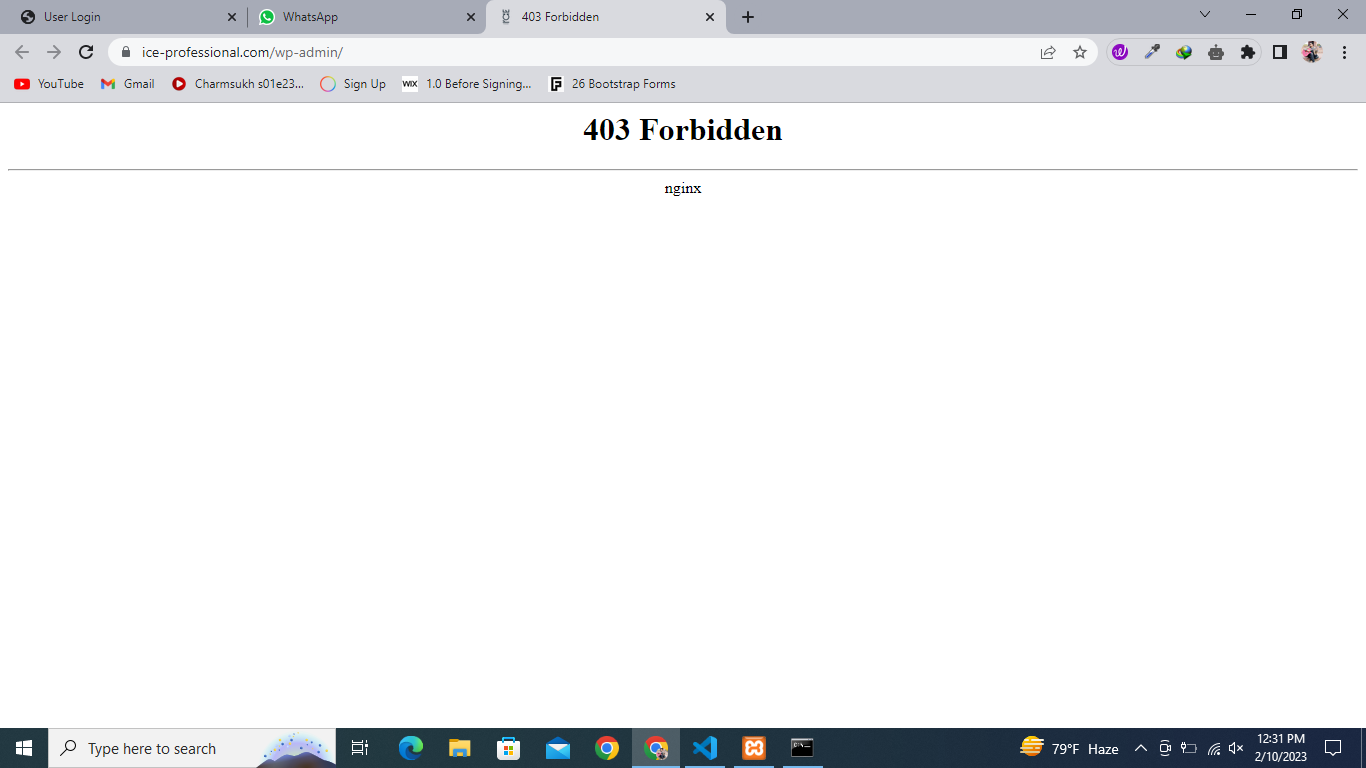 User Login
WhatsApp
403 Forbidden
ice-professional.com/wp-admin/
YouTube
Gmail
Charmsukh s01e23...
Sign Up
WIX
1.0 Before Signing...
26 Bootstrap Forms
403 Forbidden
nginx
Type here to search
79°F Haze
12:31 PM
2/10/2023